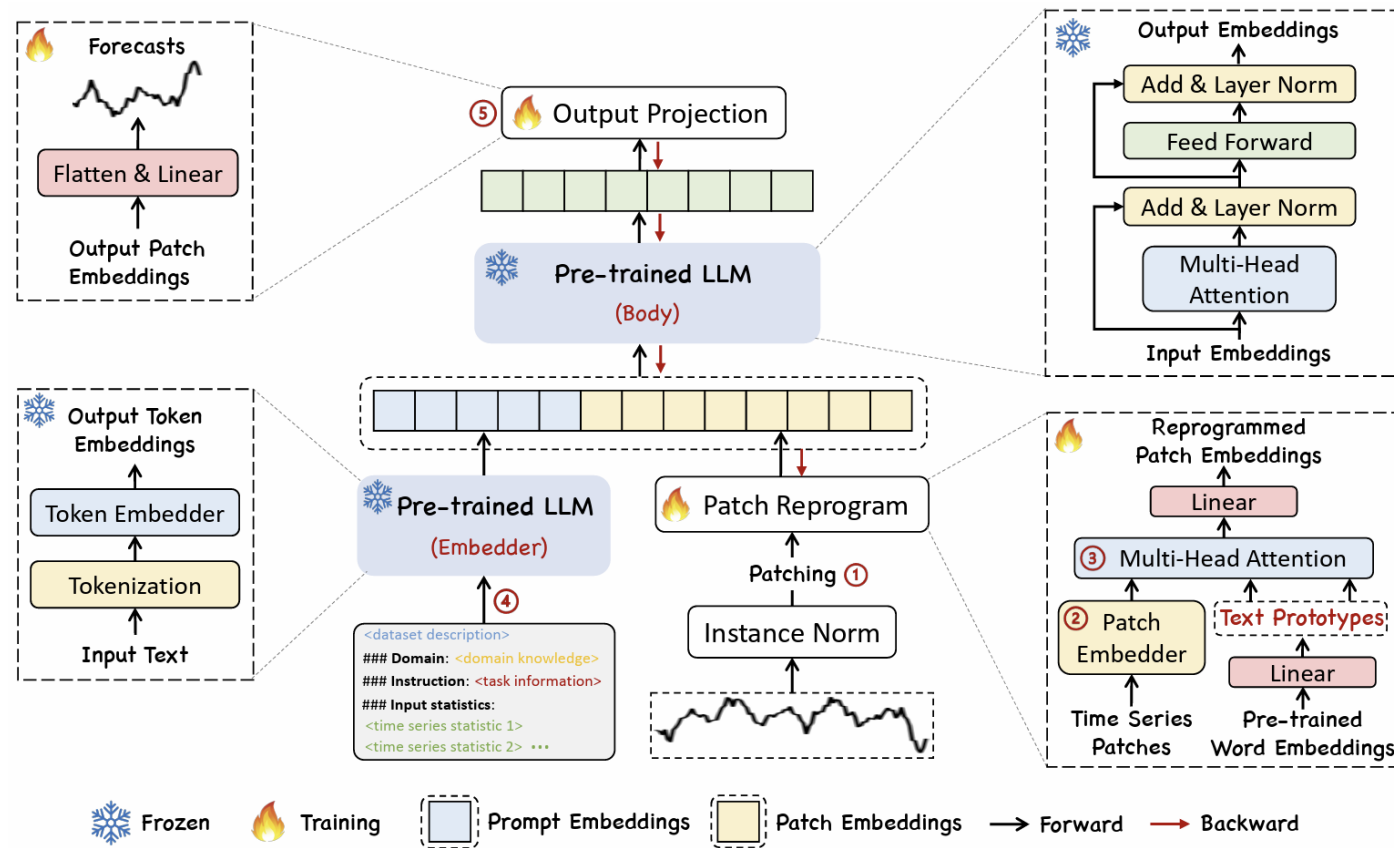 Forecasts
Flatten & Linear
Output Patch
Embeddings
⑤ Output Projection
Pre-trained LLM
(Body)
Output Embeddings
Add & Layer Norm
Feed Forward
Add & Layer Norm
Multi-Head
Attention
Input Embeddings
Output Token
Embeddings
Token Embedder
Tokenization
Input Text
Pre-trained LLM
(Embedder)
④
<dataset description>
### Domain: <domain knowledge>
### Instruction: <task information>
### Input statistics:
<time series statistic 1>
<time series statistic 2> ···
Patch Reprogram
Patching ①
Instance Norm
Reprogrammed
Patch Embeddings
Linear
③ Multi-Head Attention
② Patch
Embedder
Text Prototypes
Linear
Time Series
Patches
Pre-trained
Word Embeddings
Frozen
Training
Prompt Embeddings
Patch Embeddings
Forward
Backward